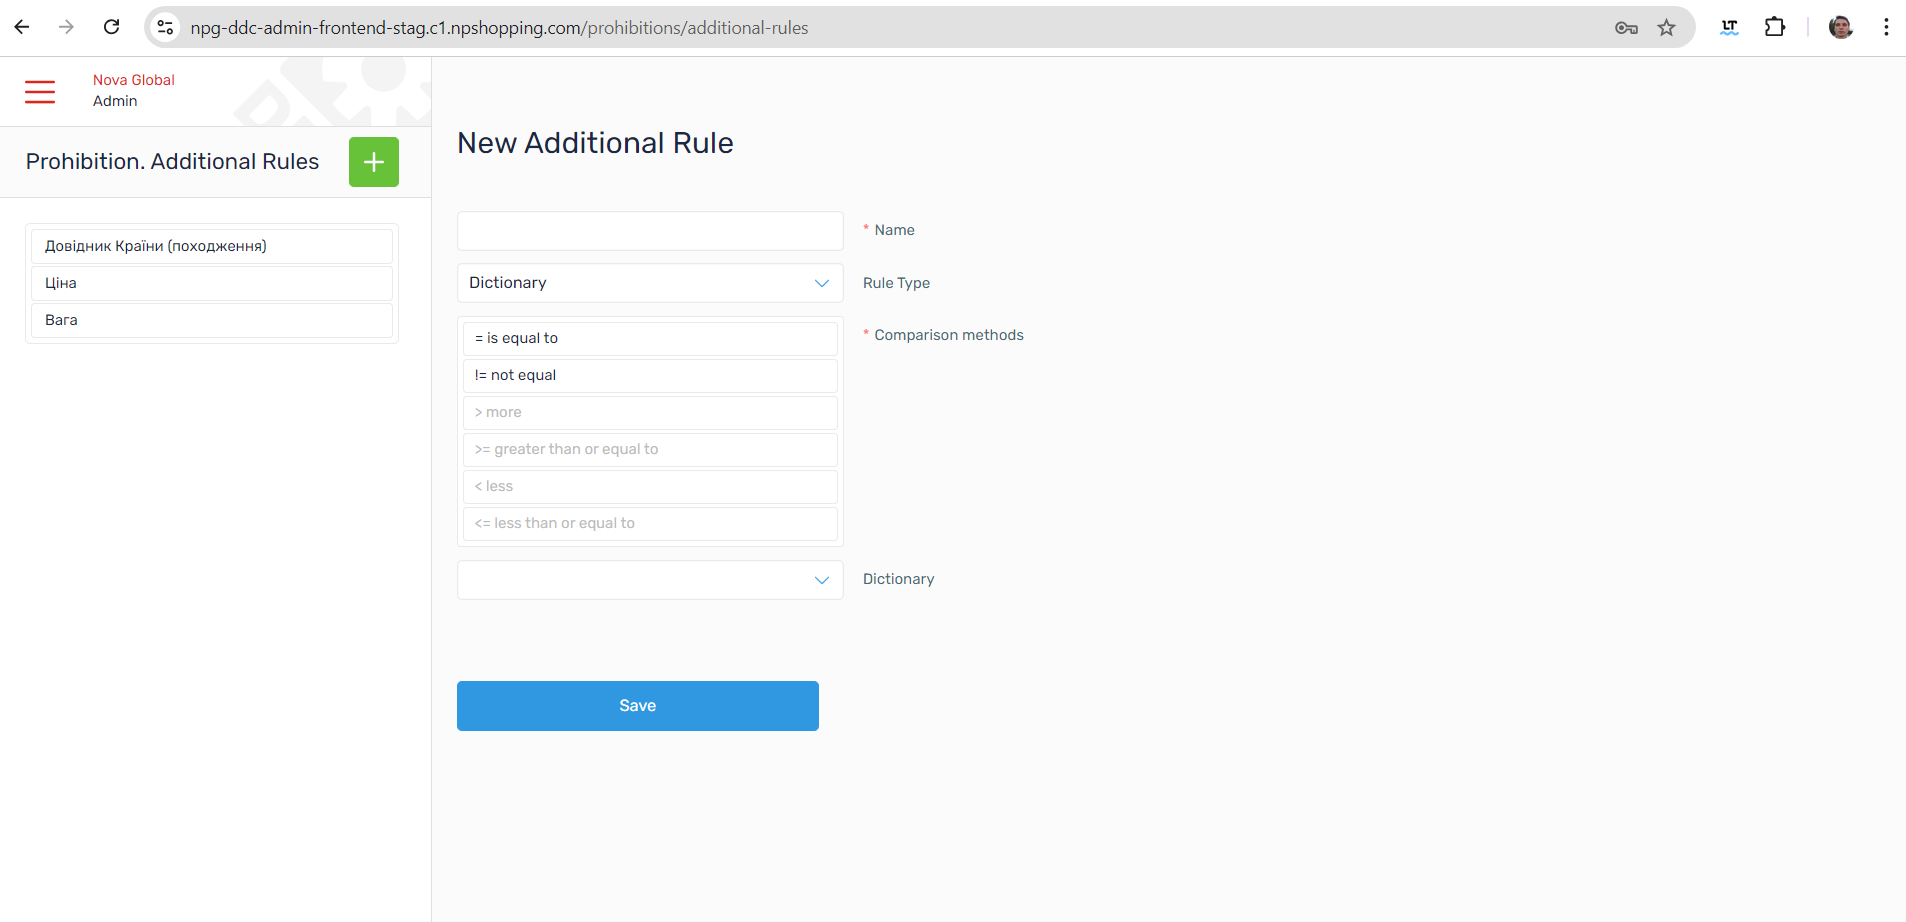 npg-ddc-admin-frontend-stag.c1.npshopping.com/prohibitions/additional-rules
LT
Nova Global
Admin
Prohibition. Additional Rules
Довідник Країни (походження)
Ціна
Вага
New Additional Rule
* Name
Dictionary
Rule Type
= is equal to
* Comparison methods
!= not equal
> more
>= greater than or equal to
< less
<= less than or equal to
Dictionary
Save